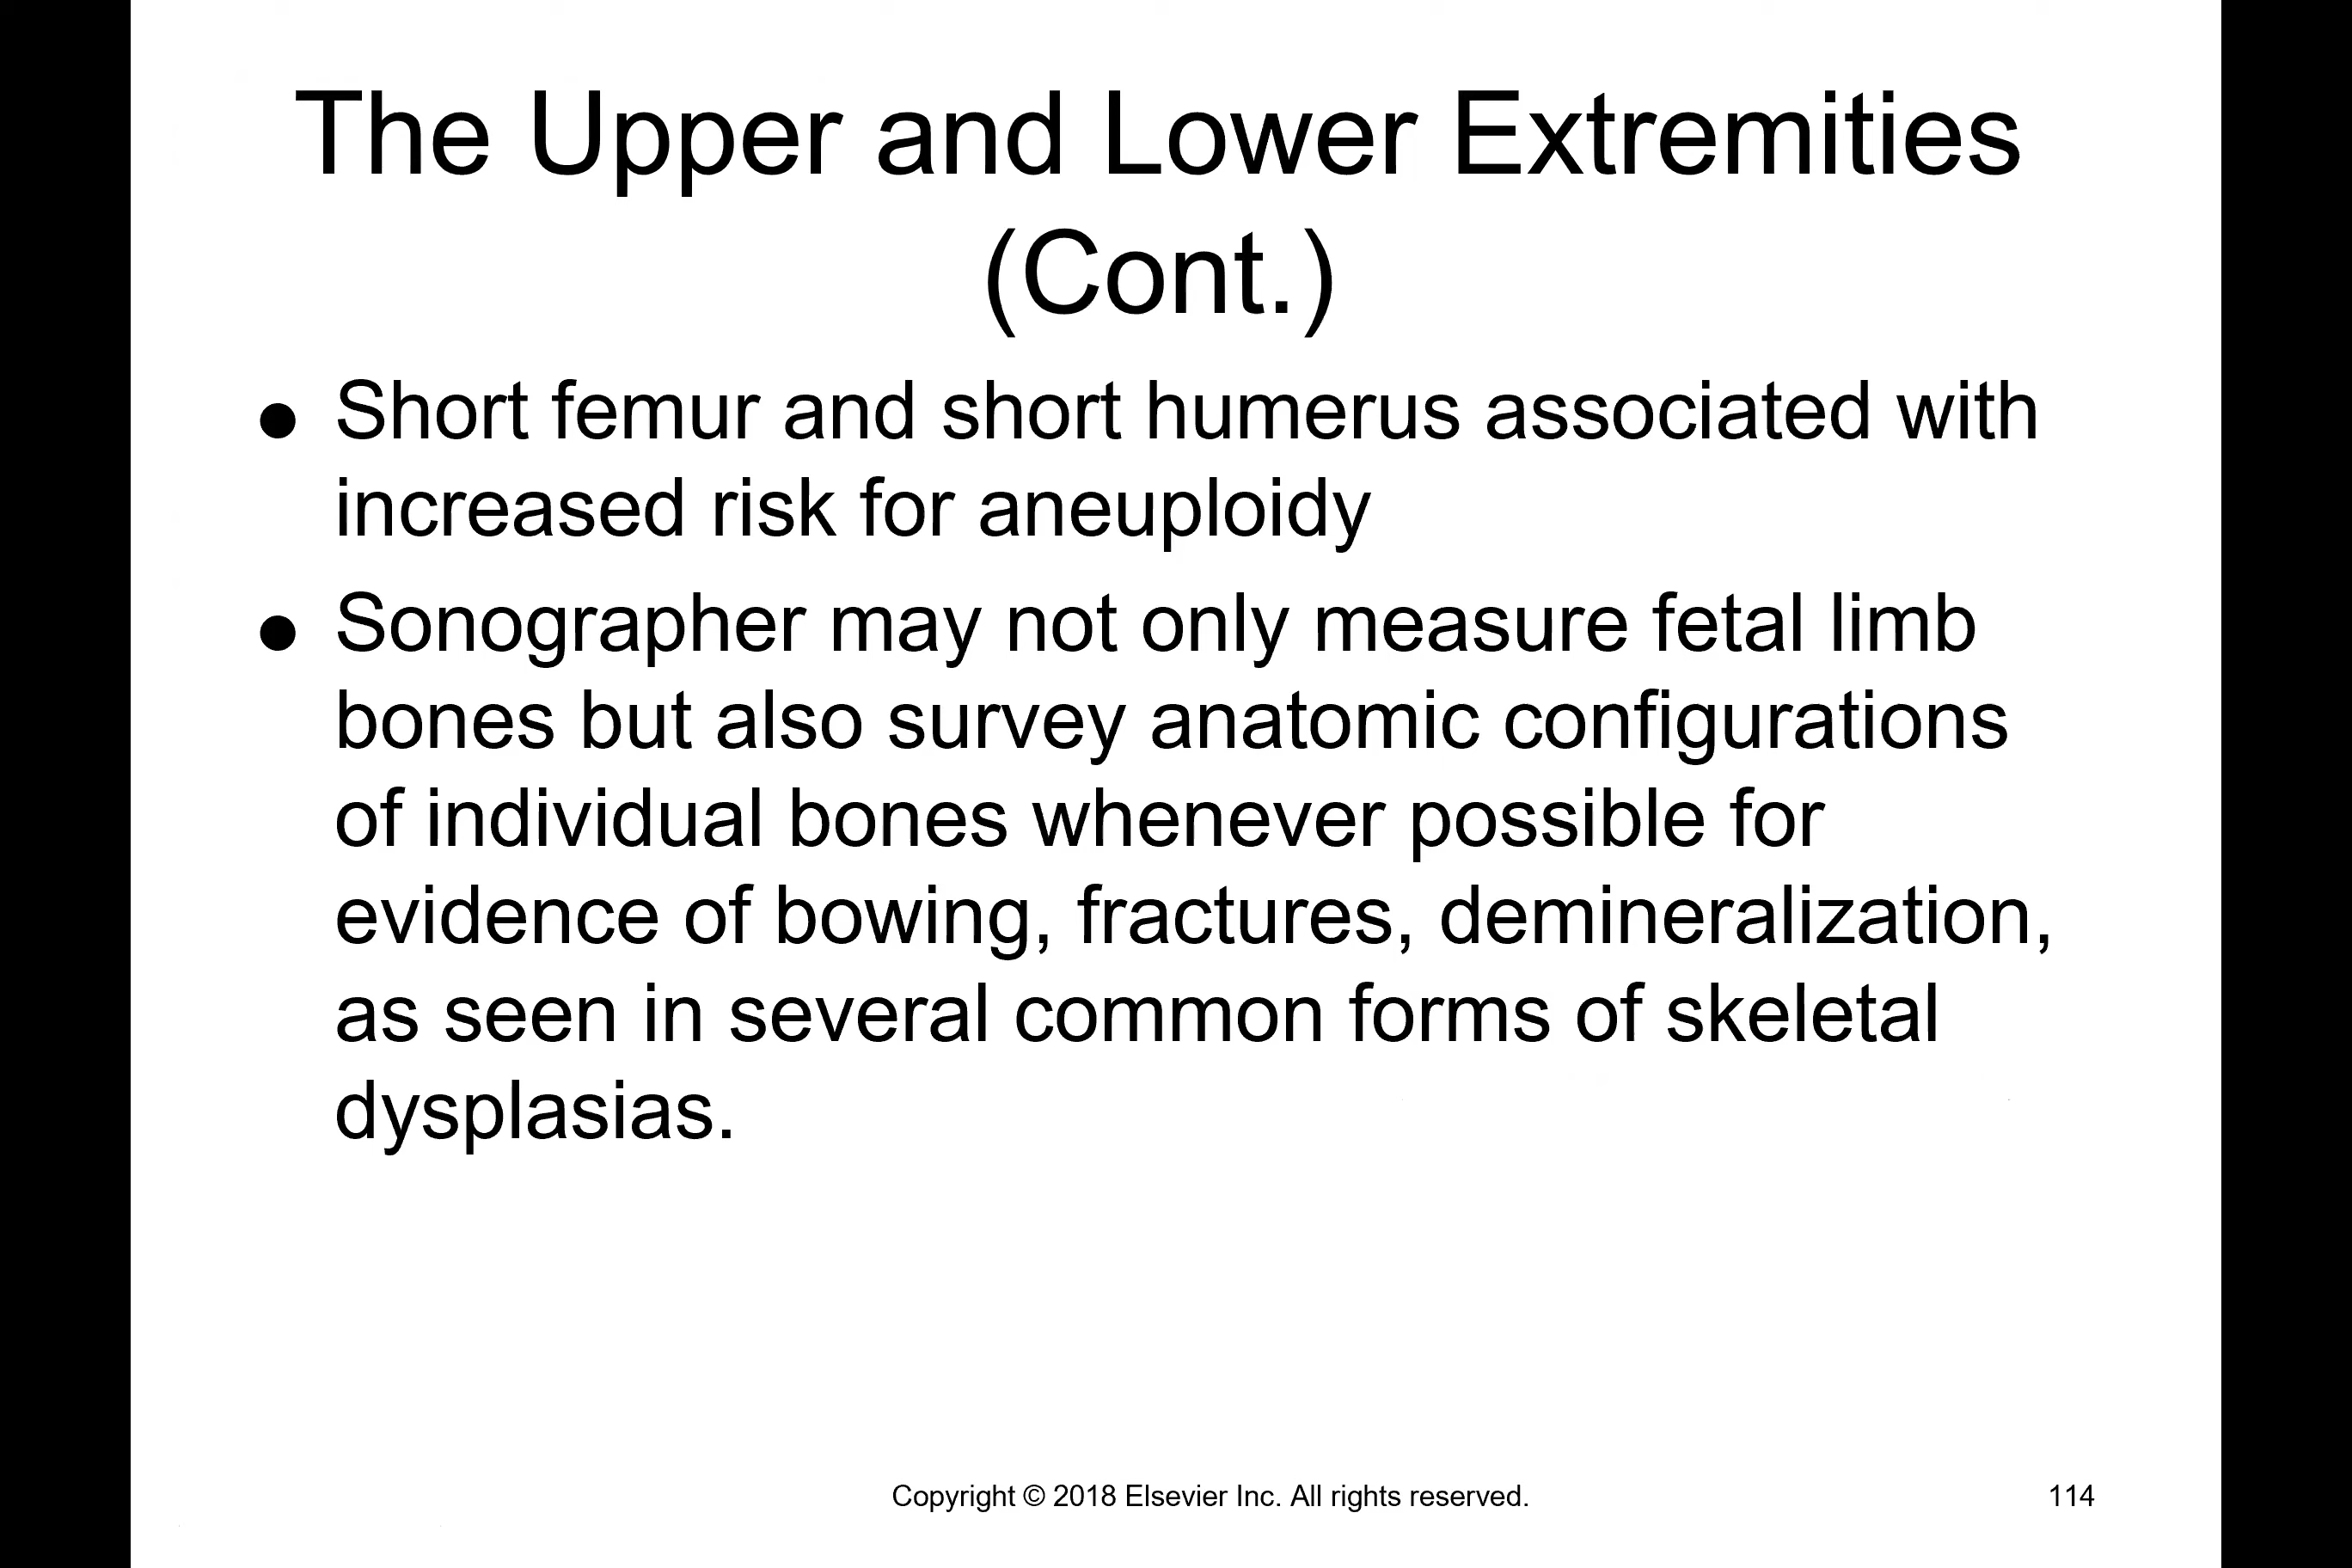 The Upper and Lower Extremities
(Cont.)
● Short femur and short humerus associated with
increased risk for aneuploidy
● Sonographer may not only measure fetal limb
bones but also survey anatomic configurations
of individual bones whenever possible for
evidence of bowing, fractures, demineralization,
as seen in several common forms of skeletal
dysplasias.
Copyright © 2018 Elsevier Inc. All rights reserved.
114